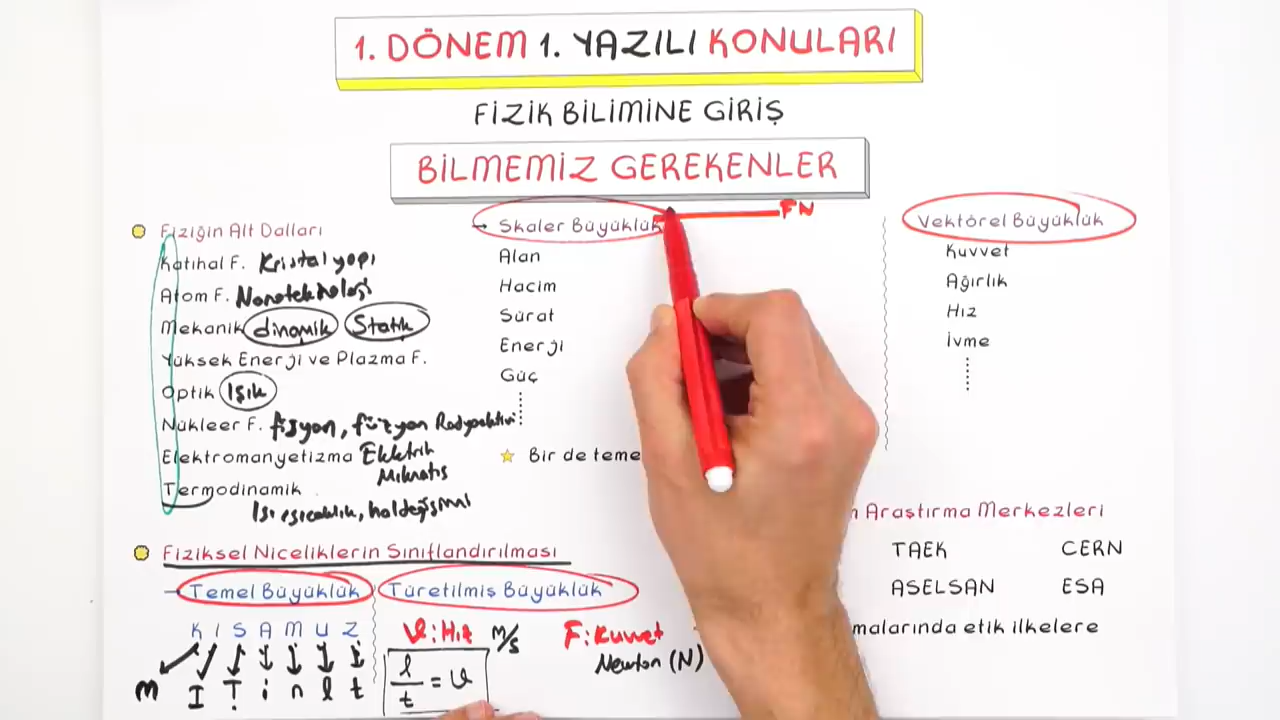 1. DÖNEM 1. YAZILI KONULARI
FİZİK BİLİMİNE GİRİŞ
BİLMEMİZ GEREKENLER
Fiziğin Alt Dalları
Katıhal F. Kristal yapı
Atom F. Nanoteknoloji
Mekanik dinamik Statik
Yüksek Enerji ve Plazma F.
Optik Işık
Nükleer F. fisyon, füzyon Radyoaktivi
Elektromanyetizma Elektrik
Mıknatıs
Termodinamik
Isı, sıcaklık, haldeğişimi
Skaler Büyüklük
FN
Alan
Hacim
Sürat
Enerji
Güç
Bir de teme
Vektörel Büyüklük
Kuvvet
Ağırlık
Hız
İvme
Araştırma Merkezleri
TAEK CERN
ASELSAN ESA
malarında etik ilkelere
Fiziksel Niceliklerin Sınıflandırılması
Temel Büyüklük
K I S A M U Z
M I T i n l t
Türetilmiş Büyüklük
V: Hız M/s
l/t = V
F: Kuvvet
Newton (N)